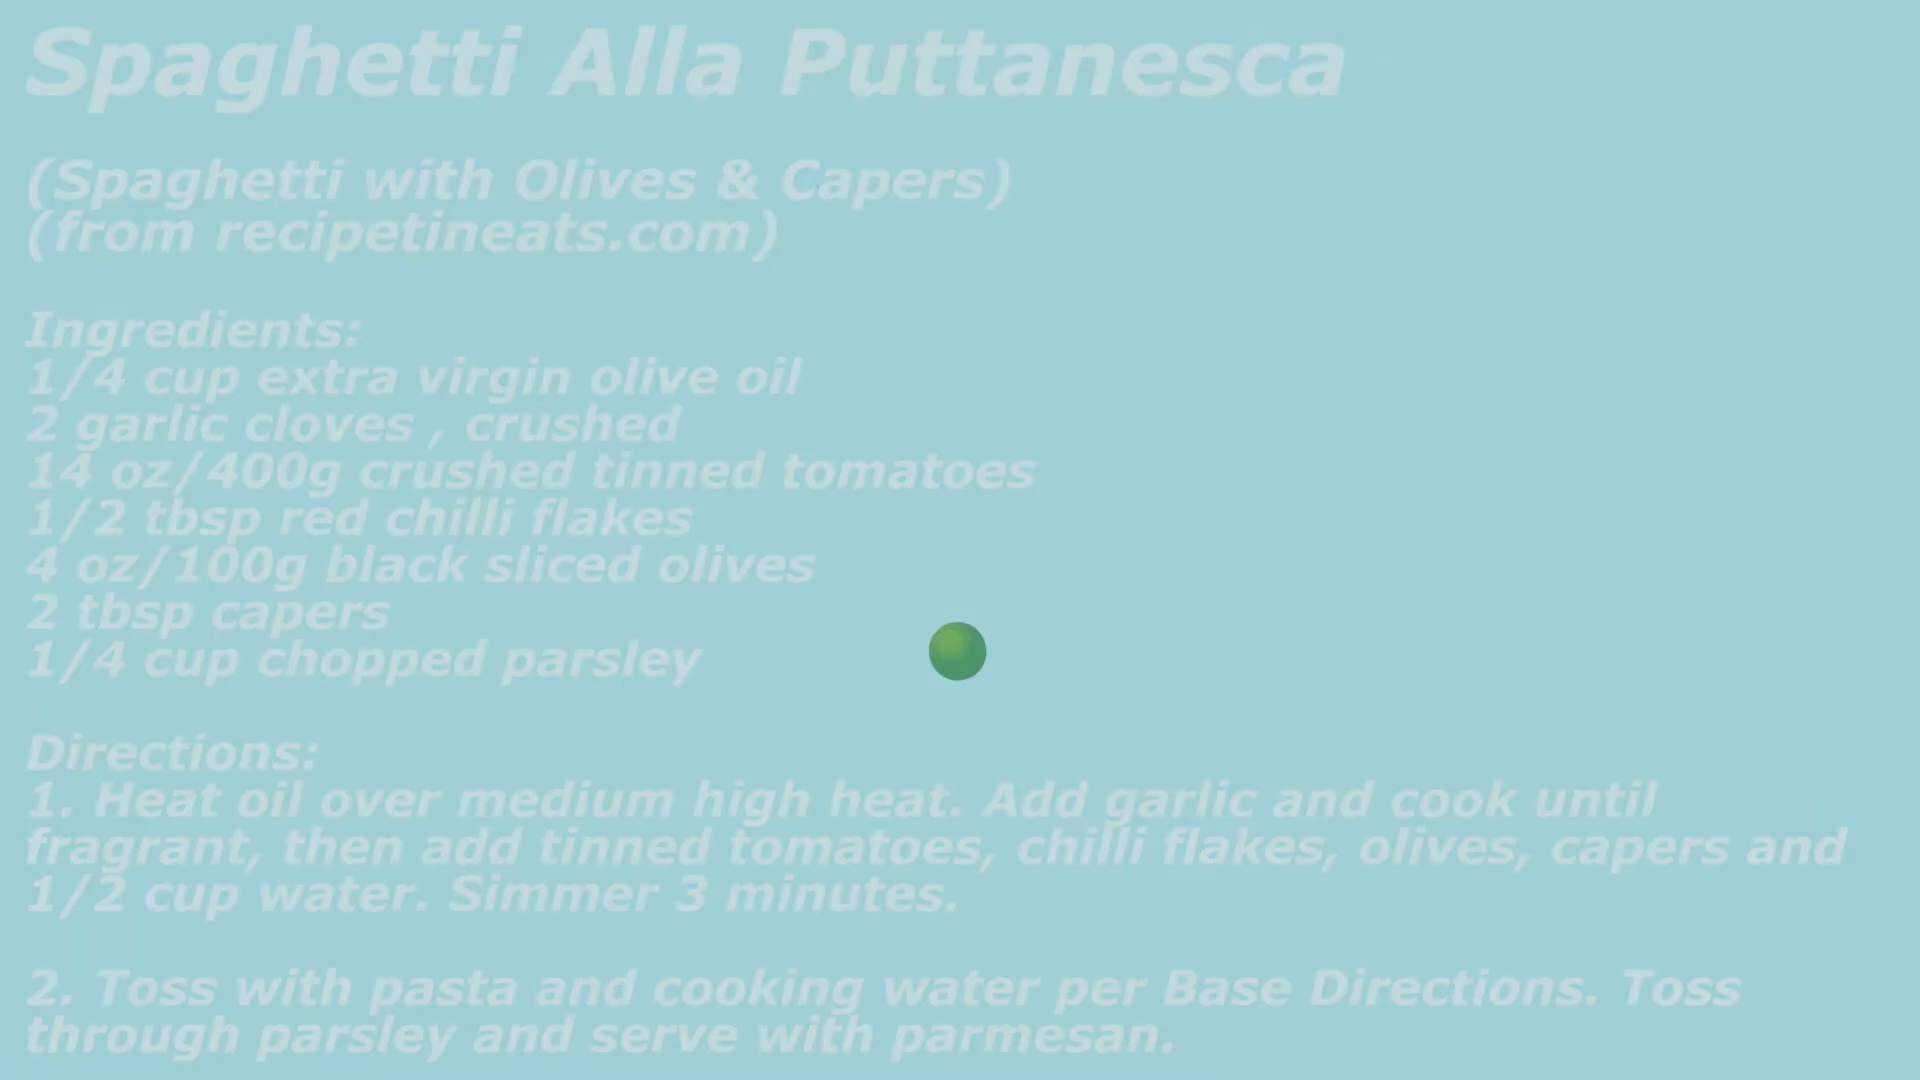 Spaghetti Alla Puttanesca
(Spaghetti with Olives & Capers)
(from recipetineats.com)
Ingredients:
1/4 cup extra virgin olive oil
2 garlic cloves , crushed
14 oz/400g crushed tinned tomatoes
1/2 tbsp red chilli flakes
4 oz/100g black sliced olives
2 tbsp capers
1/4 cup chopped parsley
Directions:
1. Heat oil over medium high heat. Add garlic and cook until
fragrant, then add tinned tomatoes, chilli flakes, olives, capers and
1/2 cup water. Simmer 3 minutes.
2. Toss with pasta and cooking water per Base Directions. Toss
through parsley and serve with parmesan.